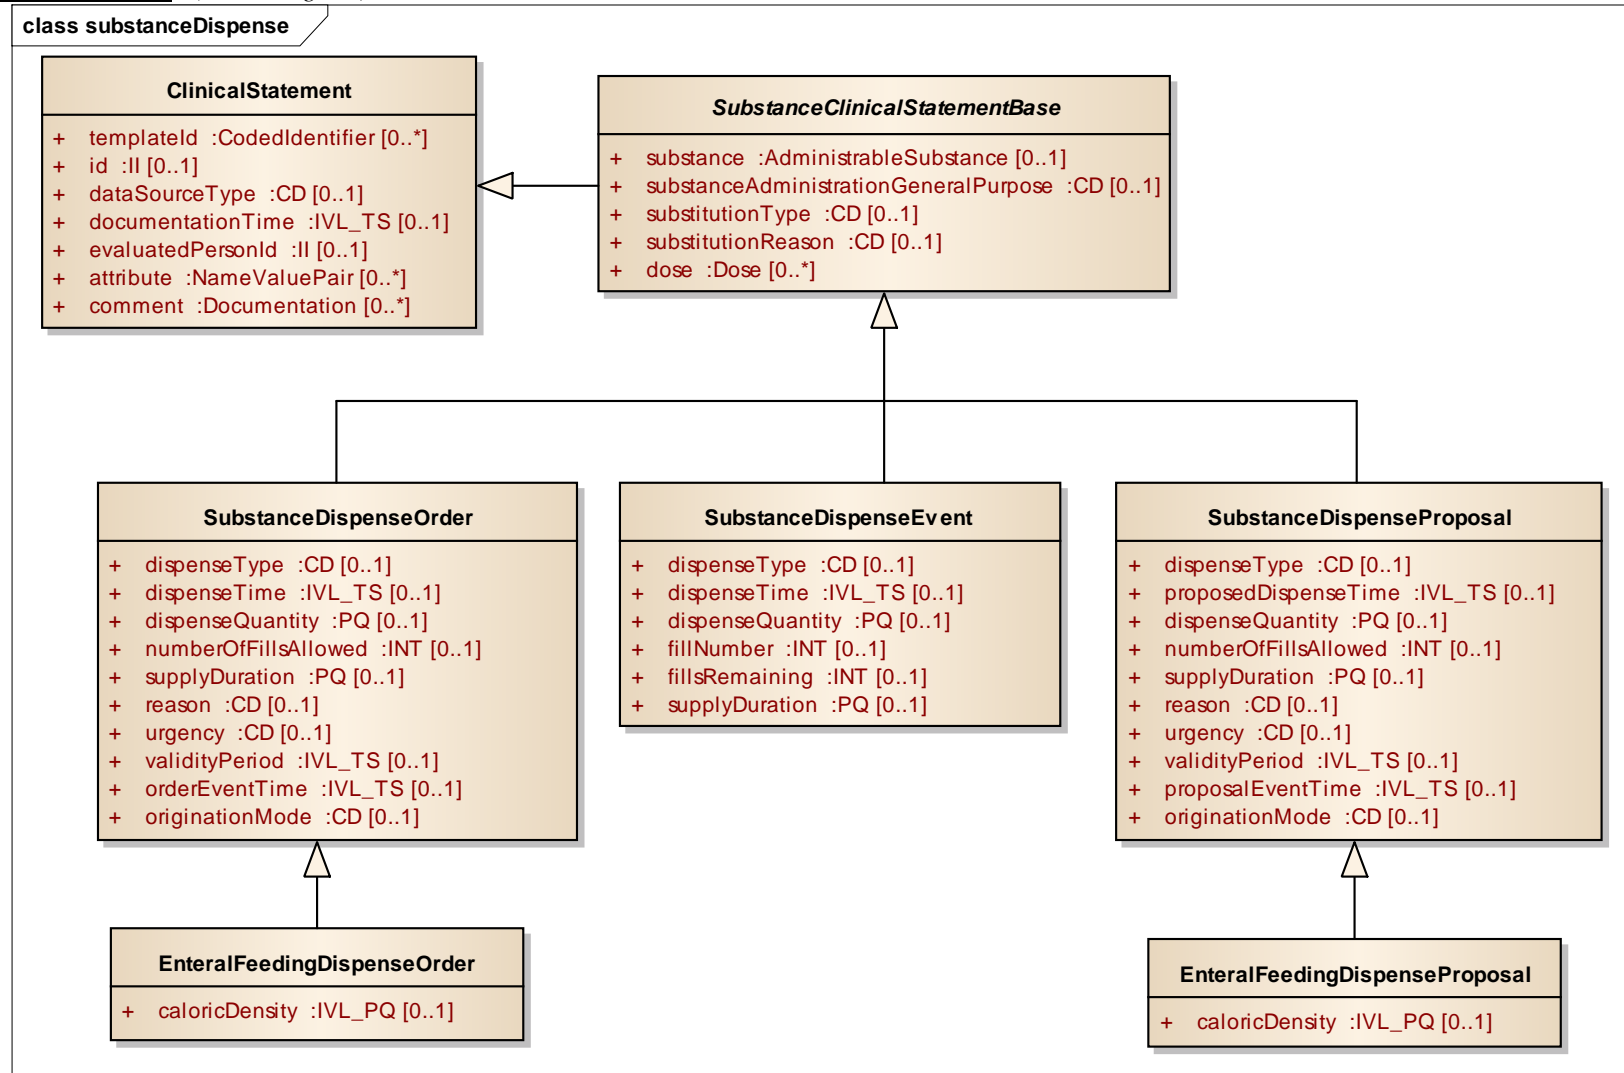 class substanceDispense
ClinicalStatement
+ templateId :CodedIdentifier [0..*]
+ id :II [0..1]
+ dataSourceType :CD [0..1]
+ documentationTime :IVL_TS [0..1]
+ evaluatedPersonId :II [0..1]
+ attribute :NameValuePair [0..*]
+ comment :Documentation [0..*]
SubstanceClinicalStatementBase
+ substance :AdministrableSubstance [0..1]
+ substanceAdministrationGeneralPurpose :CD [0..1]
+ substitutionType :CD [0..1]
+ substitutionReason :CD [0..1]
+ dose :Dose [0..*]
SubstanceDispenseOrder
+ dispenseType :CD [0..1]
+ dispenseTime :IVL_TS [0..1]
+ dispenseQuantity :PQ [0..1]
+ numberOfFillsAllowed :INT [0..1]
+ supplyDuration :PQ [0..1]
+ reason :CD [0..1]
+ urgency :CD [0..1]
+ validityPeriod :IVL_TS [0..1]
+ orderEventTime :IVL_TS [0..1]
+ originationMode :CD [0..1]
SubstanceDispenseEvent
+ dispenseType :CD [0..1]
+ dispenseTime :IVL_TS [0..1]
+ dispenseQuantity :PQ [0..1]
+ fillNumber :INT [0..1]
+ fillsRemaining :INT [0..1]
+ supplyDuration :PQ [0..1]
SubstanceDispenseProposal
+ dispenseType :CD [0..1]
+ proposedDispenseTime :IVL_TS [0..1]
+ dispenseQuantity :PQ [0..1]
+ numberOfFillsAllowed :INT [0..1]
+ supplyDuration :PQ [0..1]
+ reason :CD [0..1]
+ urgency :CD [0..1]
+ validityPeriod :IVL_TS [0..1]
+ proposalEventTime :IVL_TS [0..1]
+ originationMode :CD [0..1]
EnteralFeedingDispenseOrder
+ caloricDensity :IVL_PQ [0..1]
EnteralFeedingDispenseProposal
+ caloricDensity :IVL_PQ [0..1]